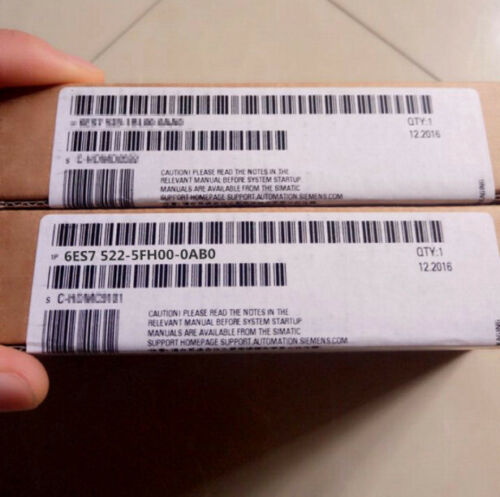 QTY:1
12.2016
S
CAUTION! PLEASE READ THE NOTES IN THE
RELEVANT MANUAL BEFORE SYSTEM STARTUP.
MANUALS ARE AVAILABLE FROM THE SIMATIC
SUPPORT HOMEPAGE SUPPORT.AUTOMATION.SIEMENS.COM
1P 6ES7 522-5FH00-0AB0
QTY:1
12.2016
S
CAUTION! PLEASE READ THE NOTES IN THE
RELEVANT MANUAL BEFORE SYSTEM STARTUP.
MANUALS ARE AVAILABLE FROM THE SIMATIC
SUPPORT HOMEPAGE SUPPORT.AUTOMATION.SIEMENS.COM